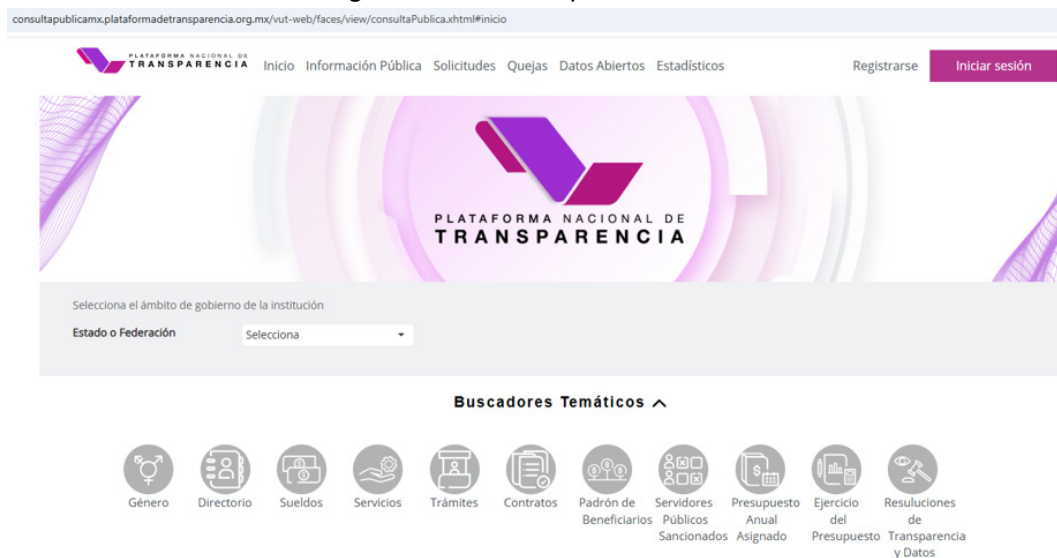 consultapublicamx.plataformadetransparencia.org.mx/vut-web/faces/view/consultaPublica.xhtml#inicio
PLATAFORMA NACIONAL DE
TRANSPARENCIA
Inicio Información Pública Solicitudes Quejas Datos Abiertos Estadísticos Registrarse Iniciar sesión
PLATAFORMA NACIONAL DE
TRANSPARENCIA
Selecciona el ámbito de gobierno de la institución
Estado o Federación Selecciona
Buscadores Temáticos
Género
Directorio
Sueldos
Servicios
Trámites
Contratos
Padrón de
Beneficiarios
Servidores
Públicos
Sancionados
Presupuesto
Anual
Asignado
Ejercicio
del
Presupuesto
Resuluciones
de
Transparencia
y Datos